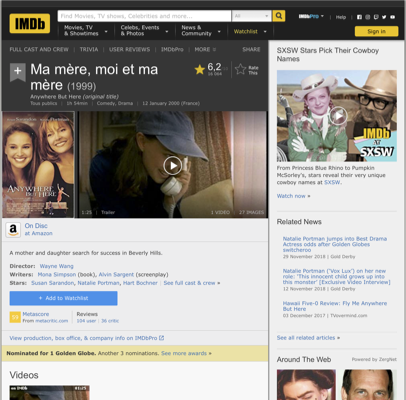 IMDb
Find Movies, TV shows, Celebrities and more...
All
IMDbPro
Help
Movies, TV
& Showtimes
Celebs, Events
& Photos
News &
Community
Watchlist
Sign in
FULL CAST AND CREW | TRIVIA | USER REVIEWS | IMDbPro | MORE
SHARE
Ma mère, moi et ma
mère (1999)
Anywhere But Here (original title)
Tous publics | 1h 54min | Comedy, Drama | 12 January 2000 (France)
6,2
Rate
This
ANYWHERE BUT HERE
1:25 | Trailer
1 VIDEO | 27 IMAGES
On Disc
at Amazon
A mother and daughter search for success in Beverly Hills.
Director: Wayne Wang
Writers: Mona Simpson (book), Alvin Sargent (screenplay)
Stars: Susan Sarandon, Natalie Portman, Hart Bochner | See full cast & crew »
+ Add to Watchlist
Metascore
From metacritic.com
Reviews
104 user | 36 critic
View production, box office, & company info on IMDbPro
Nominated for 1 Golden Globe. Another 3 nominations. See more awards »
Videos
SXSW Stars Pick Their Cowboy
Names
IMDb
AT
SXSW
From Princess Blue Rhino to Pumpkin
McSorley's, stars reveal their very unique
cowboy names at SXSW.
Watch now »
Related News
Natalie Portman jumps into Best Drama
Actress odds after Golden Globes
switcheroo
29 November 2018 | Gold Derby
Natalie Portman ('Vox Lux') on her new
role: 'This innocent child grows up into
this monster' [Exclusive Video Interview]
12 November 2018 | Gold Derby
Hawaii Five-0 Review: Fly Me Anywhere
But Here
03 December 2017 | TVovermind.com
See all related articles »
Around The Web
Powered by ZergNet